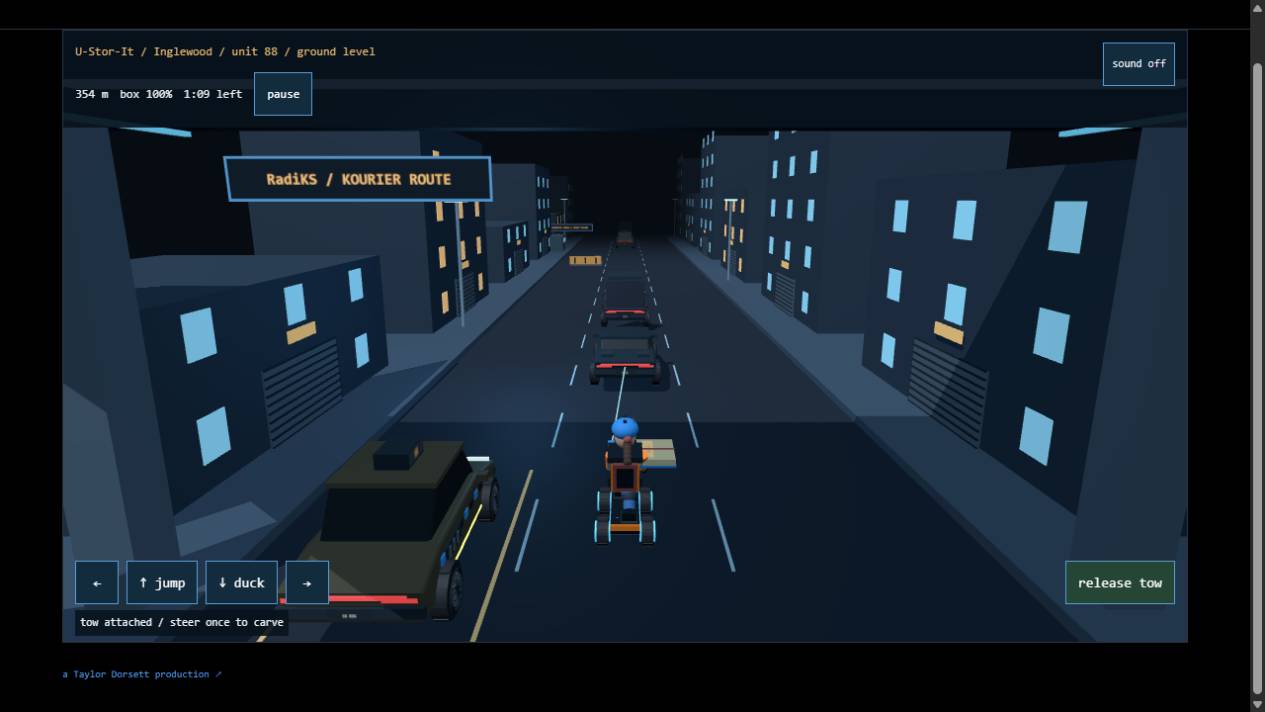 U-Stor-It / Inglewood / unit 88 / ground level
sound off
354 m box 100% 1:09 left
pause
RadiKS / KOURIER ROUTE
←
↑ jump
↓ duck
→
release tow
tow attached / steer once to carve
a Taylor Dorsett production ↗